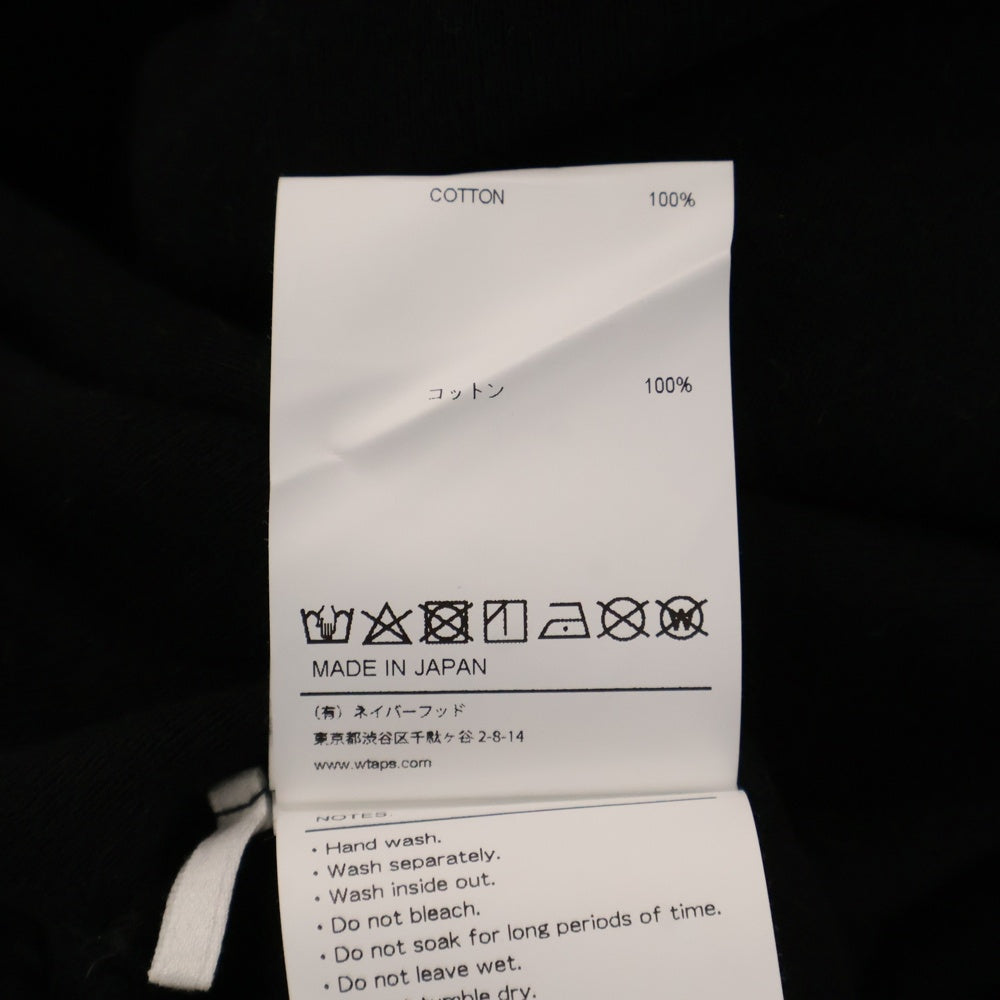 COTTON 100%
コットン 100%
W
MADE IN JAPAN
(有) ネイバーフッド
東京都渋谷区千駄ヶ谷 2-8-14
www.wtaps.com
NOTES:
• Hand wash.
• Wash separately.
• Wash inside out.
• Do not bleach.
• Do not soak for long periods of time.
• Do not leave wet.
tumble dry.